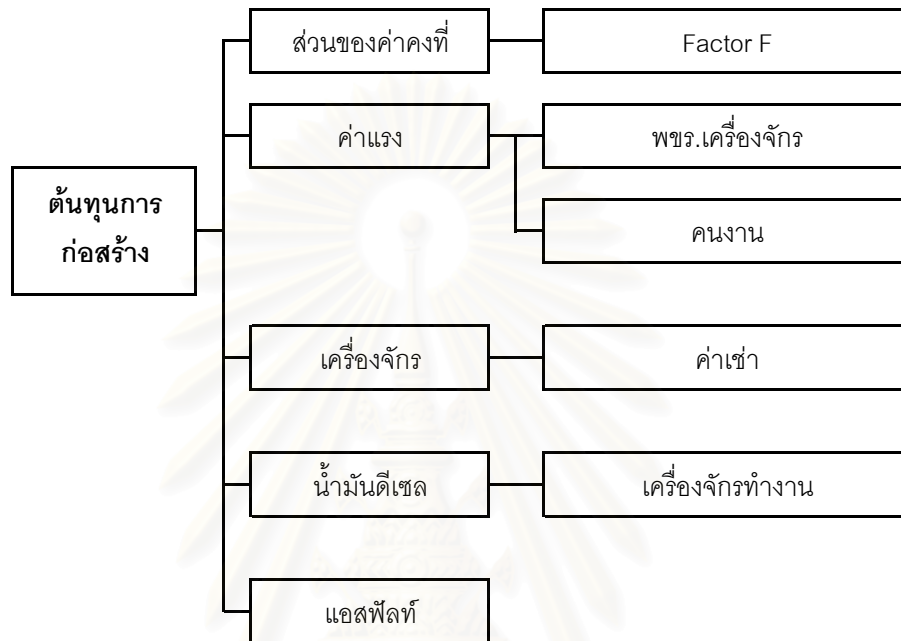 ส่วนของค่าคงที่
Factor F
ค่าแรง
พขร.เครื่องจักร
ต้นทุนการ
ก่อสร้าง
คนงาน
เครื่องจักร
ค่าเช่า
น้ำมันดีเซล
เครื่องจักรทำงาน
แอสฟัลท์